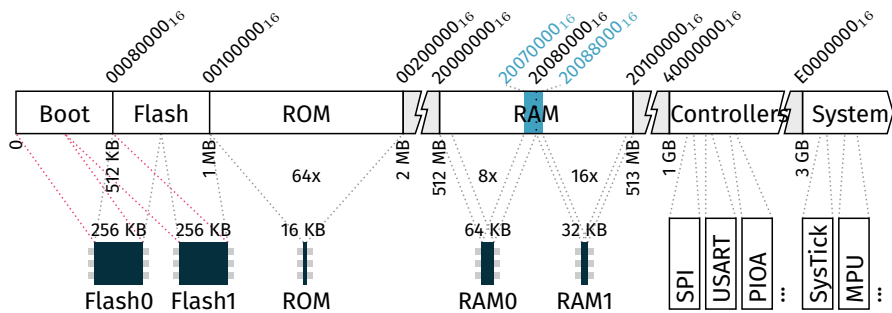 00080000₁₆
00100000₁₆
00200000₁₆
20000000₁₆
20070000₁₆
20080000₁₆
20088000₁₆
20100000₁₆
40000000₁₆
E0000000₁₆
Boot
Flash
ROM
RAM
Controllers
System
0
512 KB
1 MB
2 MB
512 MB
513 MB
1 GB
3 GB
64x
8x
16x
256 KB
256 KB
16 KB
64 KB
32 KB
SPI
USART
PIOA
...
SysTick
MPU
...
Flash0
Flash1
ROM
RAM0
RAM1